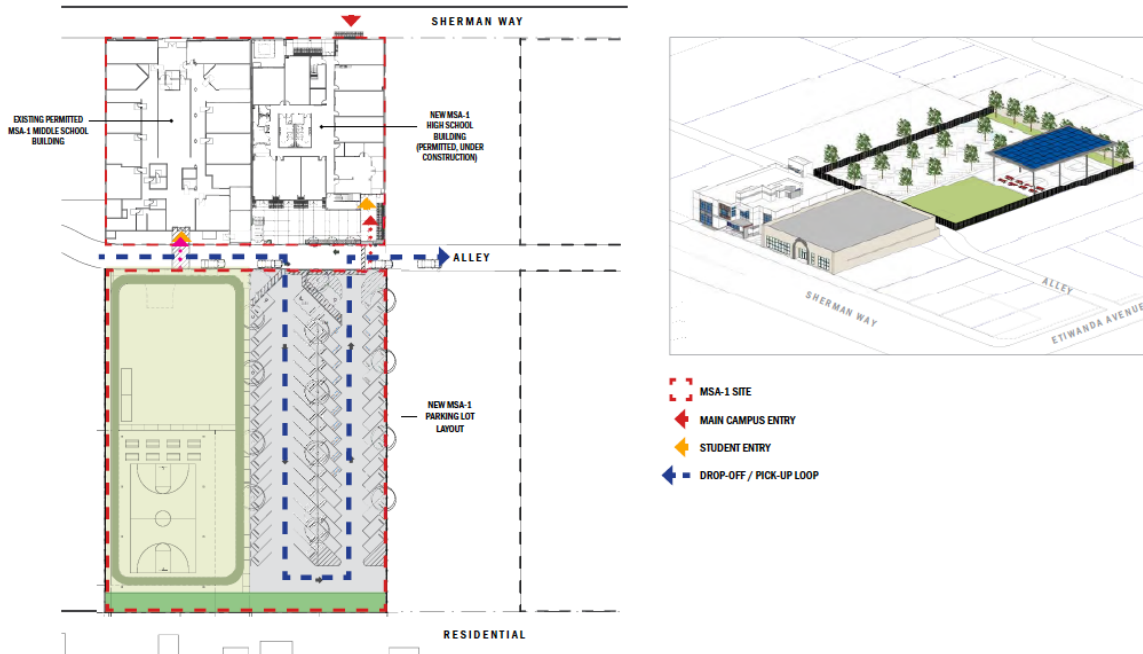 SHERMAN WAY
EXISTING PERMITTED
MSA-1 MIDDLE SCHOOL
BUILDING
NEW MSA-1
HIGH SCHOOL
BUILDING
(PERMITTED, UNDER
CONSTRUCTION)
ALLEY
NEW MSA-1
PARKING LOT
LAYOUT
RESIDENTIAL
SHERMAN WAY
ALLEY
ETIWANDA AVENUE
MSA-1 SITE
MAIN CAMPUS ENTRY
STUDENT ENTRY
DROP-OFF / PICK-UP LOOP